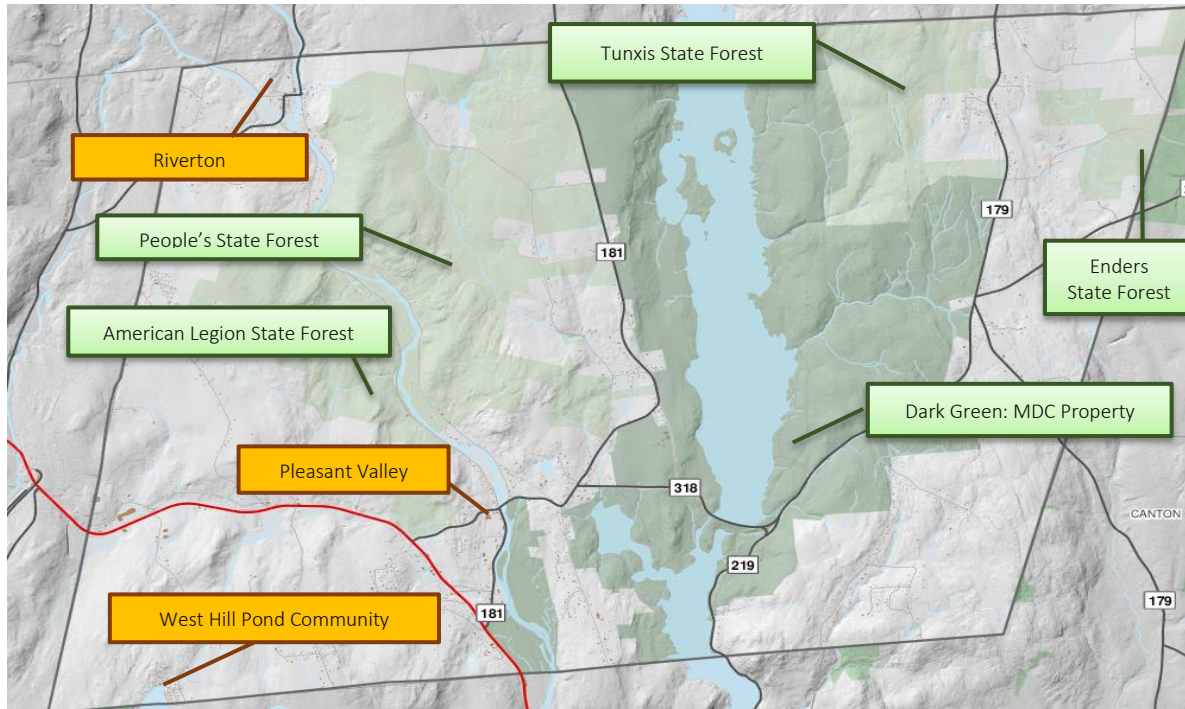 Tunxis State Forest
Riverton
179
People's State Forest
181
Enders
State Forest
American Legion State Forest
Dark Green: MDC Property
Pleasant Valley
318
CANTON
219
179
181
West Hill Pond Community